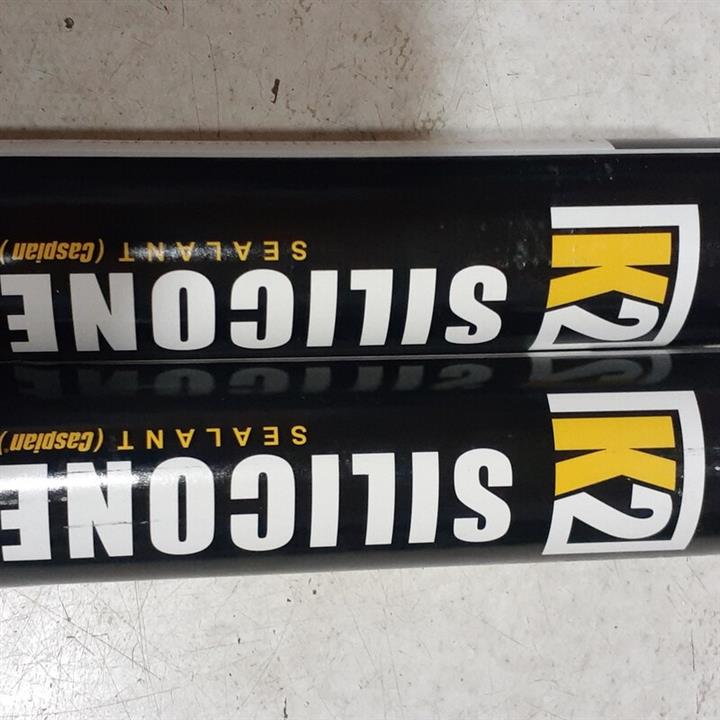 K2
SILICONE
SEALANT (Caspian)
K2
SILICONE
SEALANT (Caspian)